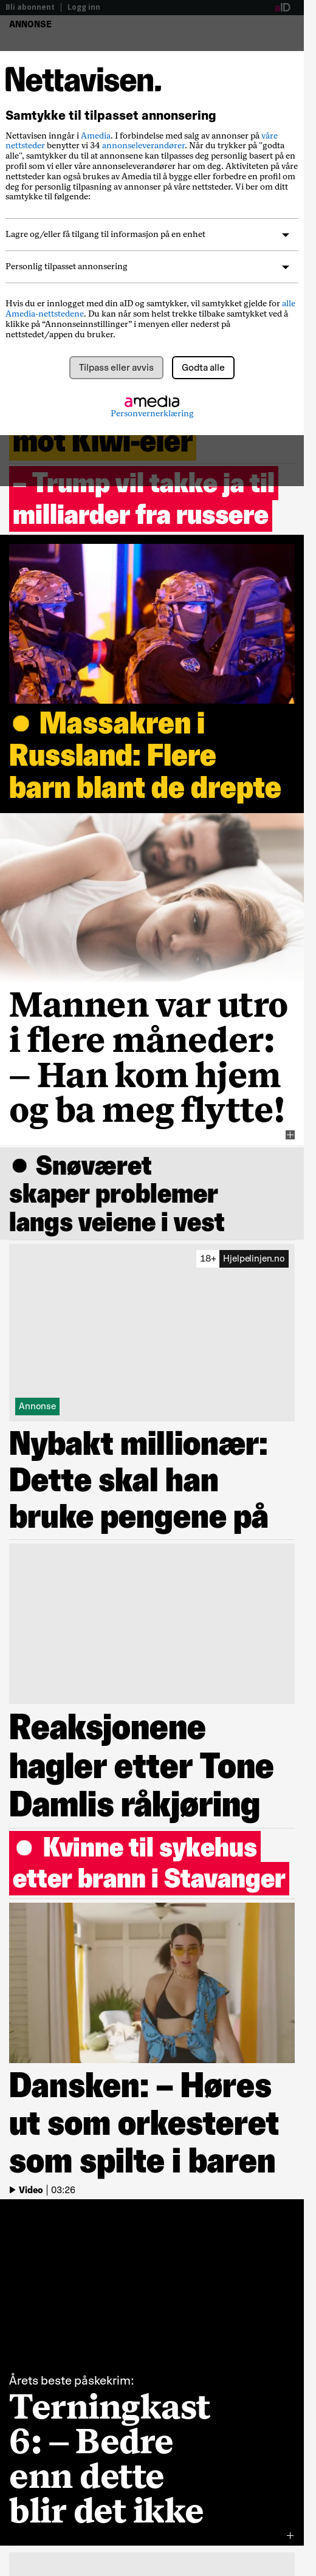 Bli abonnent | Logg inn
aID
ANNONSE
Nettavisen.
Samtykke til tilpasset annonsering
Nettavisen inngår i Amedia. I forbindelse med salg av annonser på våre
nettsteder benytter vi 34 annonseleverandører. Når du trykker på "godta
alle", samtykker du til at annonsene kan tilpasses deg personlig basert på en
profil som vi eller våre annonseleverandører har om deg. Aktiviteten på våre
nettsteder kan også brukes av Amedia til å bygge eller forbedre en profil om
deg for personlig tilpasning av annonser på våre nettsteder. Vi ber om ditt
samtykke til følgende:
Lagre og/eller få tilgang til informasjon på en enhet
Personlig tilpasset annonsering
Hvis du er innlogget med din aID og samtykker, vil samtykket gjelde for alle
Amedia-nettstedene. Du kan når som helst trekke tilbake samtykket ved å
klikke på “Annonseinnstillinger” i menyen eller nederst på
nettstedet/appen du bruker.
Tilpass eller avvis
Godta alle
amedia
Personvernerklæring
mot Kiwi-eier
– Trump vil takke ja til
milliarder fra russere
● Massakren i
Russland: Flere
barn blant de drepte
Mannen var utro
i flere måneder:
– Han kom hjem
og ba meg flytte!
● Snøværet
skaper problemer
langs veiene i vest
18+ Hjelpelinjen.no
Annonse
Nybakt millionær:
Dette skal han
bruke pengene på
Reaksjonene
hagler etter Tone
Damlis råkjøring
● Kvinne til sykehus
etter brann i Stavanger
Dansken: – Høres
ut som orkesteret
som spilte i baren
Video | 03:26
Årets beste påskekrim:
Terningkast
6: – Bedre
enn dette
blir det ikke
+